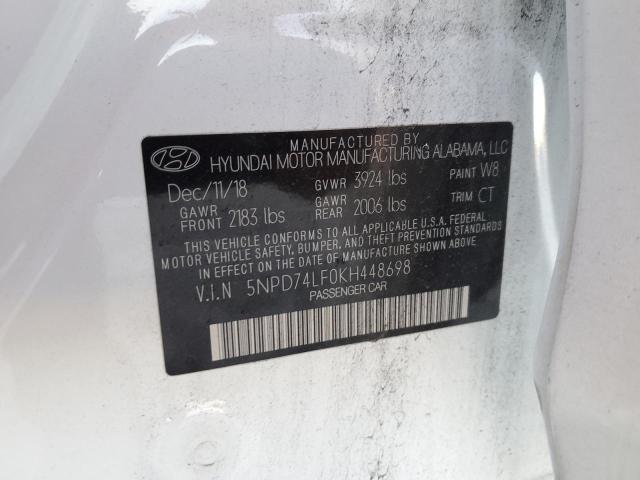 MANUFACTURED BY
HYUNDAI MOTOR MANUFACTURING ALABAMA, LLC
Dec/11/18 GVWR 3924 lbs PAINT W8
GAWR FRONT 2183 lbs GAWR REAR 2006 lbs TRIM CT
THIS VEHICLE CONFORMS TO ALL APPLICABLE U.S.A. FEDERAL
MOTOR VEHICLE SAFETY, BUMPER, AND THEFT PREVENTION STANDARDS
IN EFFECT ON THE DATE OF MANUFACTURE SHOWN ABOVE.
V.I.N 5NPD74LF0KH448698
PASSENGER CAR